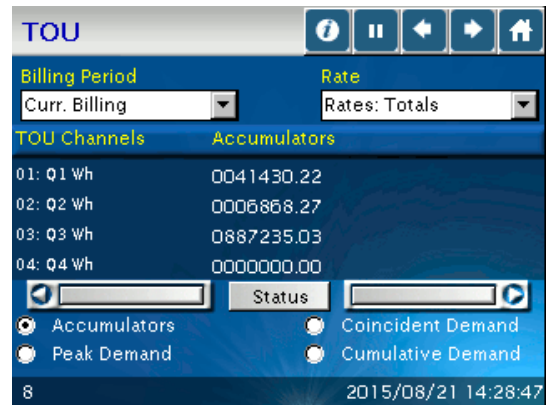 TOU
Billing Period Rate
Curr. Billing Rates: Totals
TOU Channels Accumulators
01: Q1 Wh 0041430.22
02: Q2 Wh 0006868.27
03: Q3 Wh 0887235.03
04: Q4 Wh 0000000.00
Status
Accumulators Coincident Demand
Peak Demand Cumulative Demand
8 2015/08/21 14:28:47